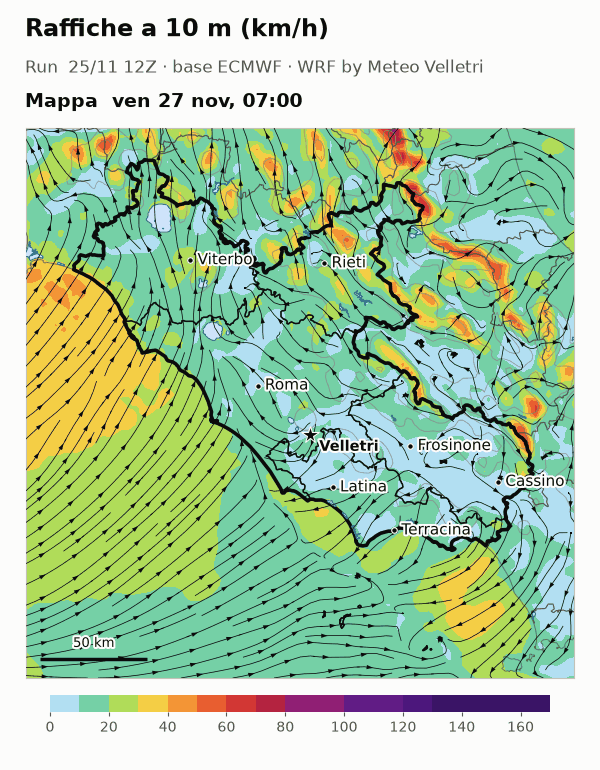 Raffiche a 10 m (km/h)
Run  25/11 12Z · base ECMWF · WRF by Meteo Velletri
Mappa  ven 27 nov, 07:00
Viterbo
Rieti
Roma
Velletri
Frosinone
Cassino
Latina
Terracina
50 km
0 20 40 60 80 100 120 140 160